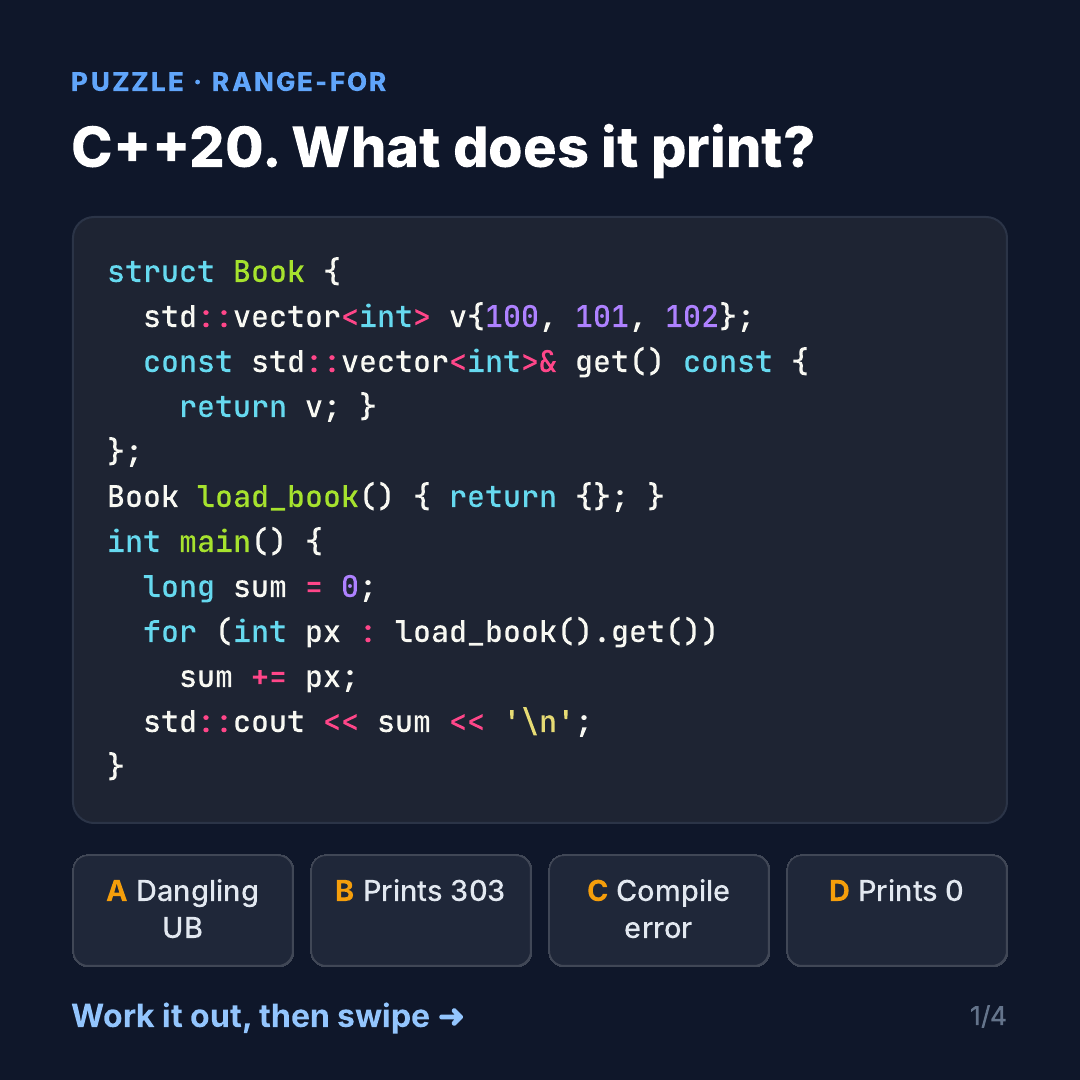 PUZZLE · RANGE-FOR
C++20. What does it print?
struct Book {
  std::vector<int> v{100, 101, 102};
  const std::vector<int>& get() const {
    return v; }
};
Book load_book() { return {}; }
int main() {
  long sum = 0;
  for (int px : load_book().get())
    sum += px;
  std::cout << sum << '\n';
}
A Dangling
UB
B Prints 303
C Compile
error
D Prints 0
Work it out, then swipe ➜
1/4